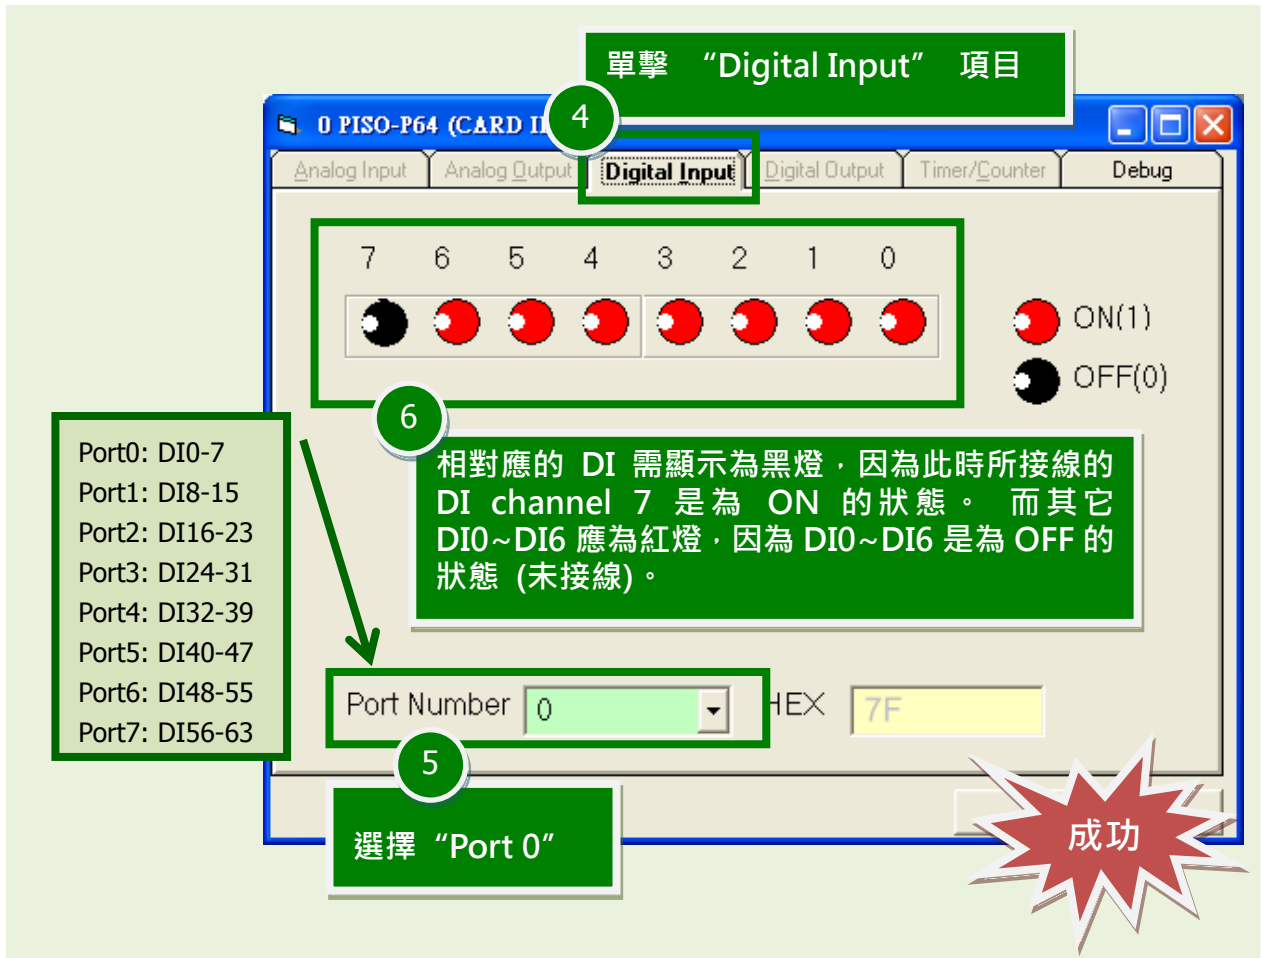 單擊 “Digital Input” 項目
4
0 PISO-P64 (CARD I
Analog Input Analog Output Digital Input Digital Output Timer/Counter Debug
7 6 5 4 3 2 1 0
ON(1)
OFF(0)
6
相對應的 DI 需顯示為黑燈，因為此時所接線的
DI channel 7 是為 ON 的狀態。 而其它
DI0~DI6 應為紅燈，因為 DI0~DI6 是為 OFF 的
狀態 (未接線)。
Port0: DI0-7
Port1: DI8-15
Port2: DI16-23
Port3: DI24-31
Port4: DI32-39
Port5: DI40-47
Port6: DI48-55
Port7: DI56-63
Port Number 0 HEX 7F
5
選擇 “Port 0”
成功